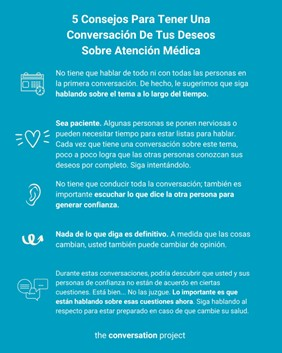 5 Consejos Para Tener Una
Conversación De Tus Deseos
Sobre Atención Médica
No tiene que hablar de todo ni con todas las personas en
la primera conversación. De hecho, le sugerimos que siga
hablando sobre el tema a lo largo del tiempo.
Sea paciente. Algunas personas se ponen nerviosas o
pueden necesitar tiempo para estar listas para hablar.
Cada vez que tiene una conversación sobre este tema,
poco a poco logra que las otras personas conozcan sus
deseos por completo. Siga intentándolo.
No tiene que conducir toda la conversación; también es
importante escuchar lo que dice la otra persona para
generar confianza.
Nada de lo que diga es definitivo. A medida que las cosas
cambian, usted también puede cambiar de opinión.
Durante estas conversaciones, podría descubrir que usted y sus
personas de confianza no están de acuerdo en ciertas
cuestiones. Está bien... No las juzgue. Lo importante es que
están hablando sobre esas cuestiones ahora. Siga hablando al
respecto para estar preparado en caso de que cambie su salud.
the conversation project